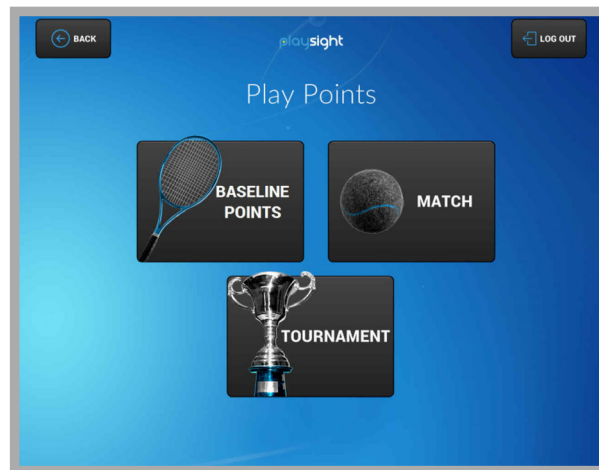 BACK
playsight
LOG OUT
Play Points
BASELINE
POINTS
MATCH
TOURNAMENT